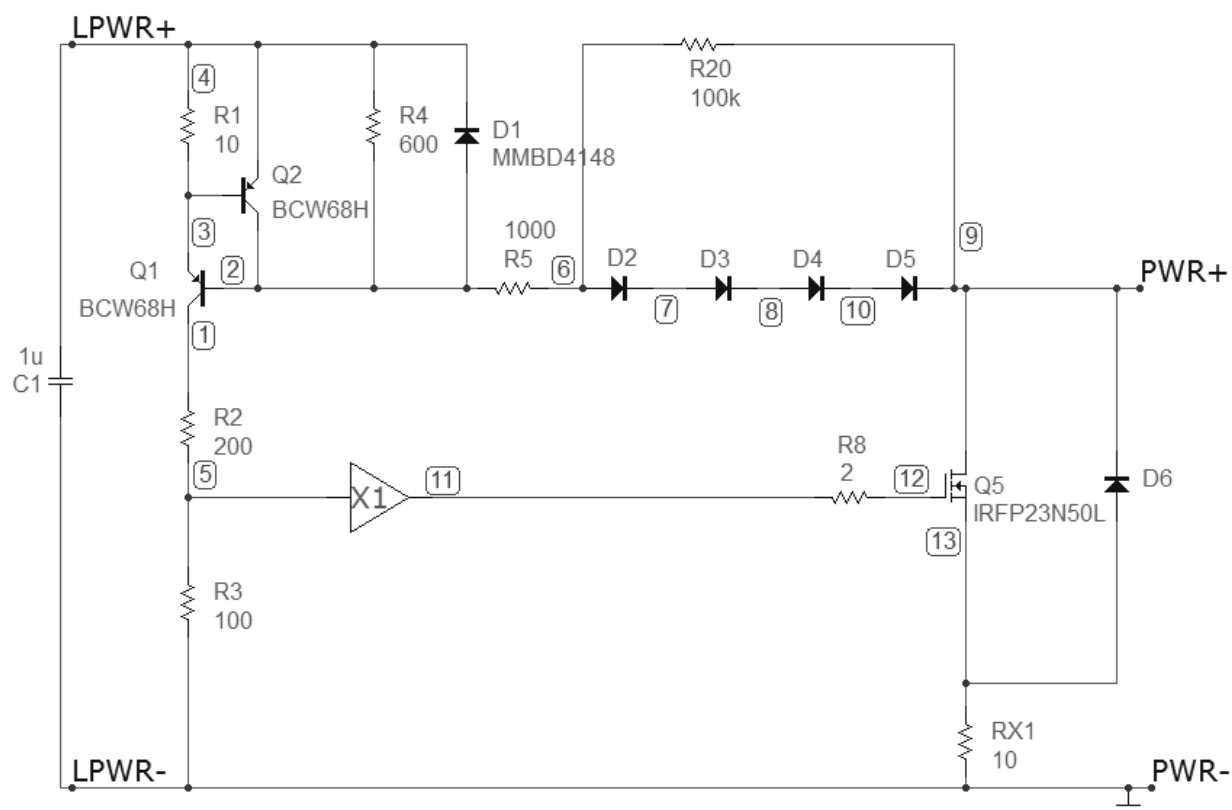 LPWR+
4
R1
10
R4
600
D1
MMBD4148
R20
100k
Q2
BCW68H
3
2
Q1
BCW68H
1
1000
R5
6
D2
D3
D4
D5
9
7
8
10
PWR+
1u
C1
R2
200
5
X1
11
R8
2
12
Q5
IRFP23N50L
D6
13
R3
100
RX1
10
LPWR-
PWR-